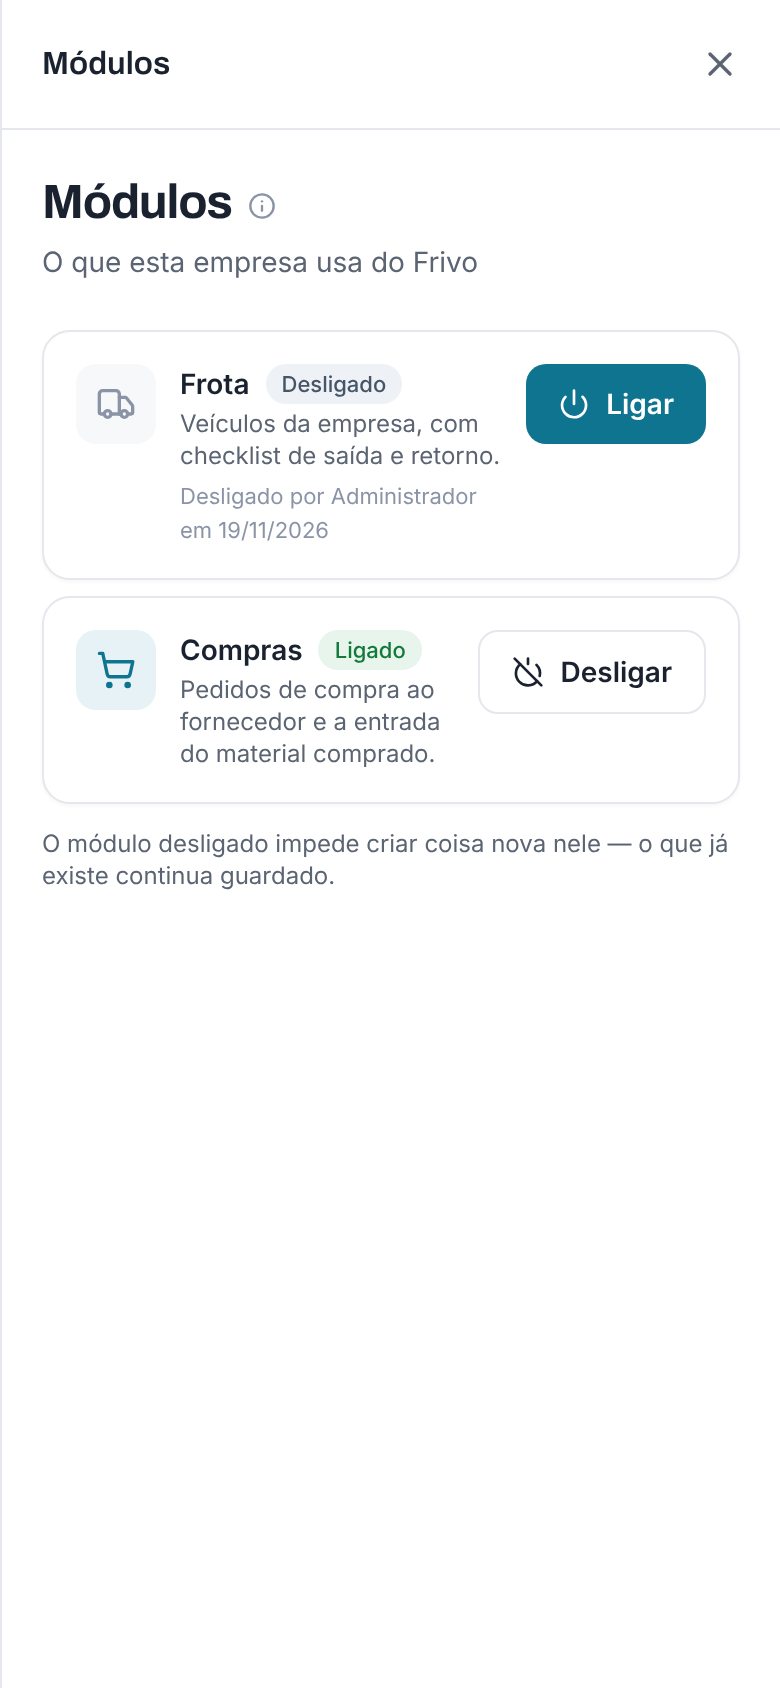 Módulos
Módulos
O que esta empresa usa do Frivo
Frota Desligado
Veículos da empresa, com
checklist de saída e retorno.
Desligado por Administrador
em 19/11/2026
Ligar
Compras Ligado
Pedidos de compra ao
fornecedor e a entrada
do material comprado.
Desligar
O módulo desligado impede criar coisa nova nele — o que já
existe continua guardado.